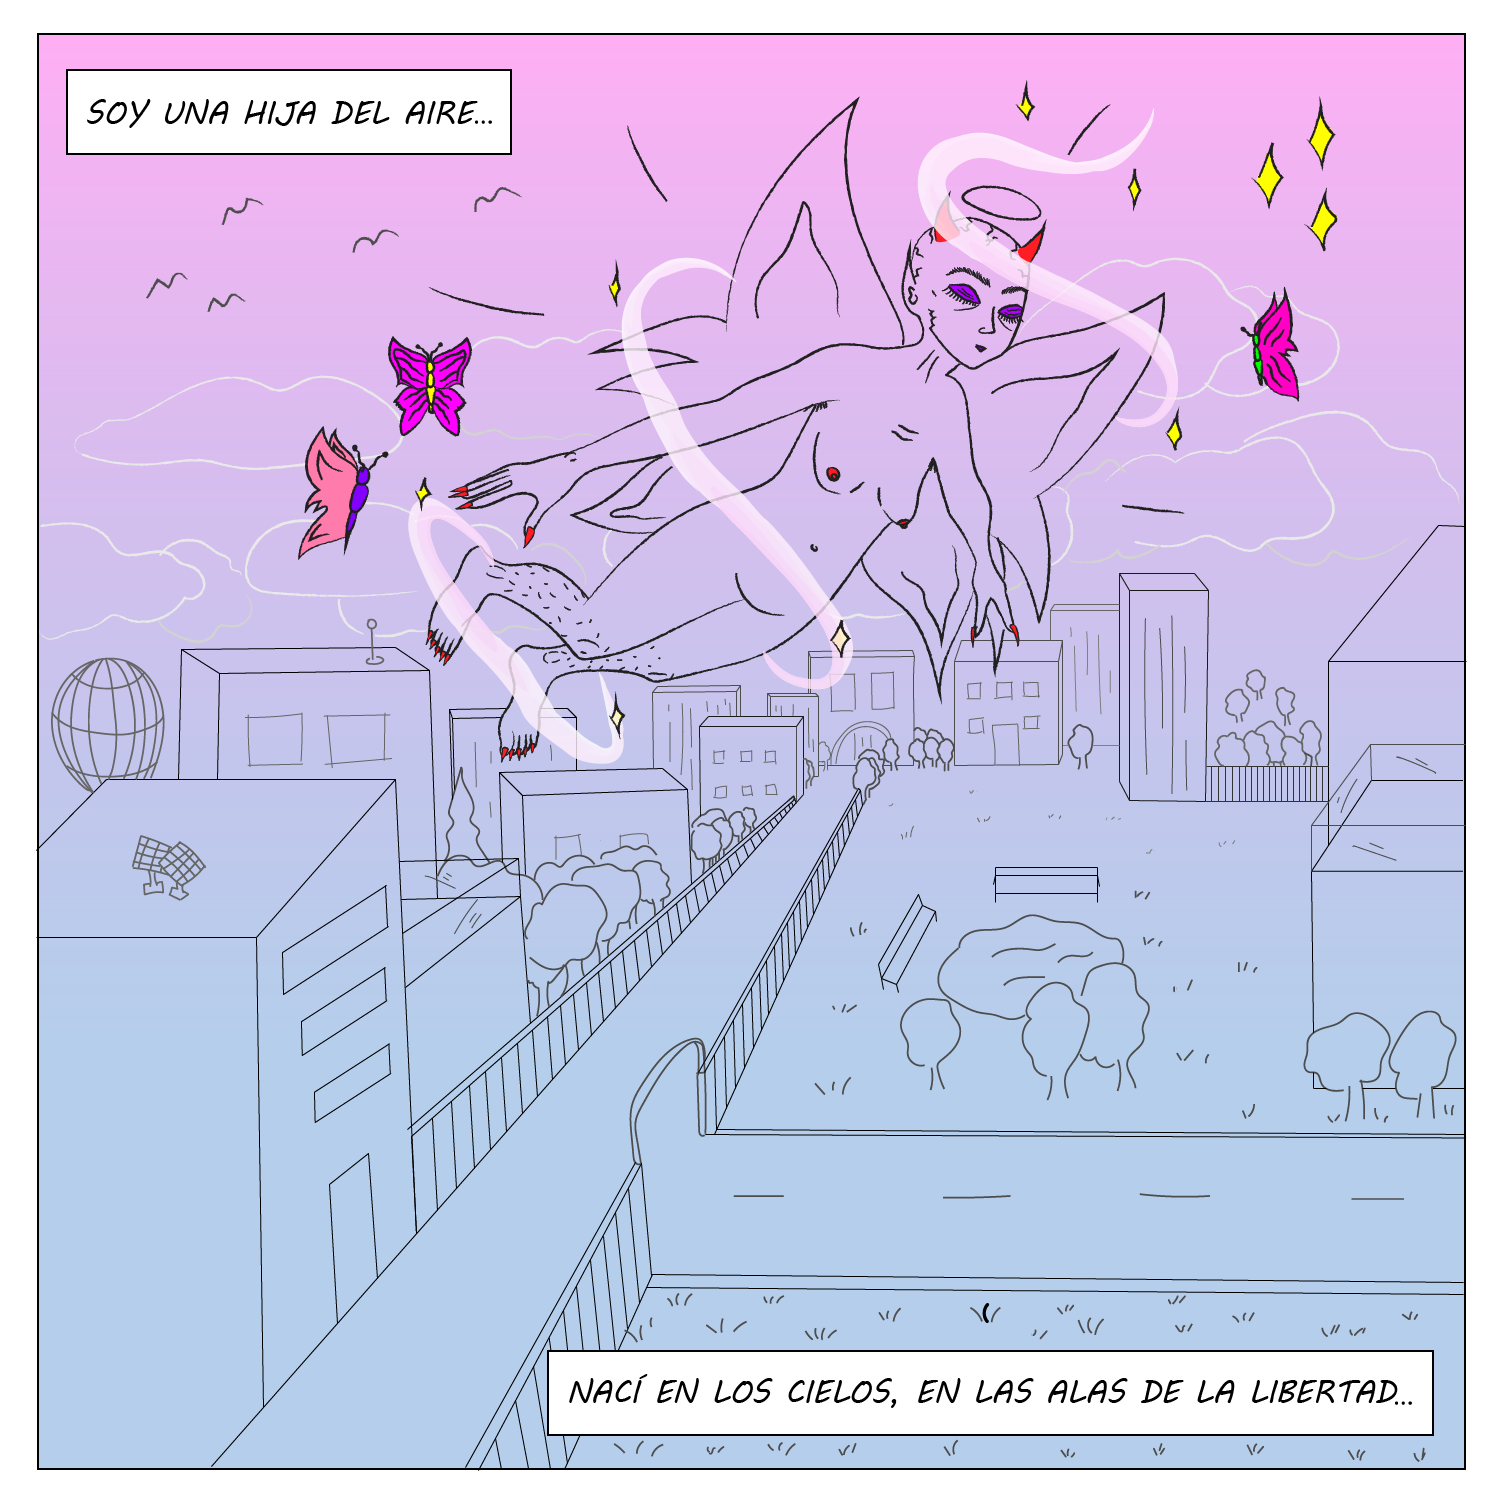 SOY UNA HIJA DEL AIRE...
NACÍ EN LOS CIELOS, EN LAS ALAS DE LA LIBERTAD...